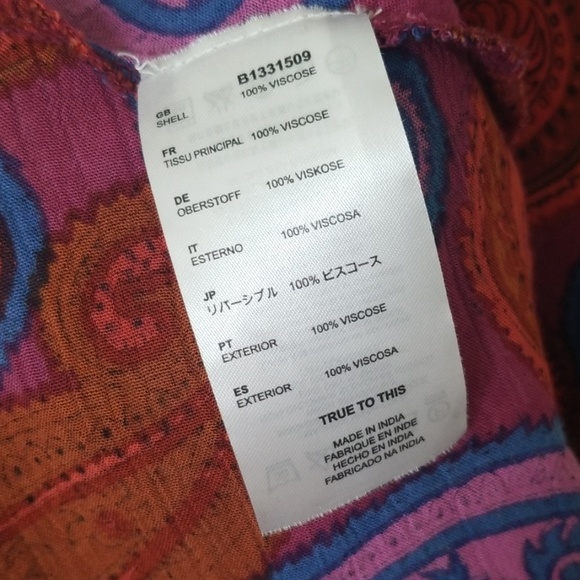 B1331509
GB 100% VISCOSE
SHELL
FR
TISSU PRINCIPAL 100% VISCOSE
DE
OBERSTOFF 100% VISKOSE
IT
ESTERNO 100% VISCOSA
JP
リバーシブル 100% ビスコース
PT
EXTERIOR 100% VISCOSE
ES
EXTERIOR 100% VISCOSA
TRUE TO THIS
MADE IN INDIA
FABRIQUE EN INDE
HECHO EN INDIA
FABRICADO NA INDIA